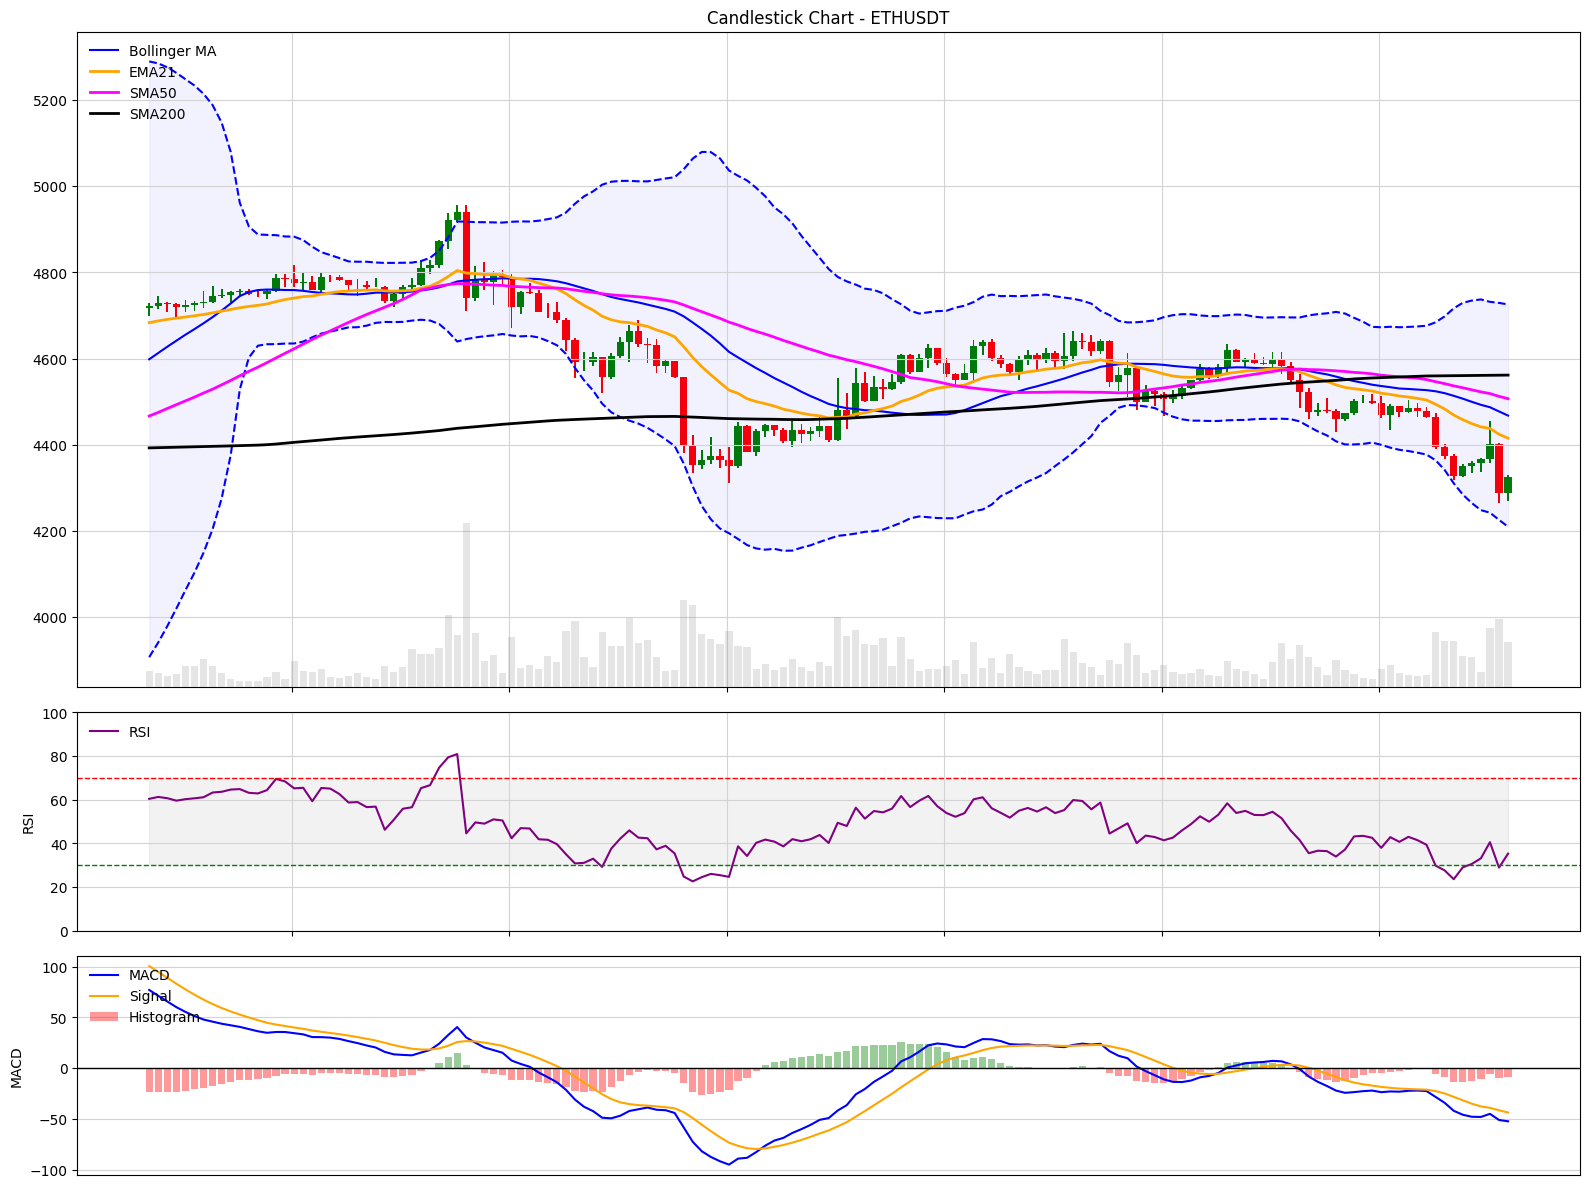 Candlestick Chart - ETHUSDT
Bollinger MA
EMA21
SMA50
SMA200
5200
5000
4800
4600
4400
4200
4000
RSI
100
80
60
40
20
0
RSI
MACD
Signal
Histogram
100
50
0
−50
−100
MACD